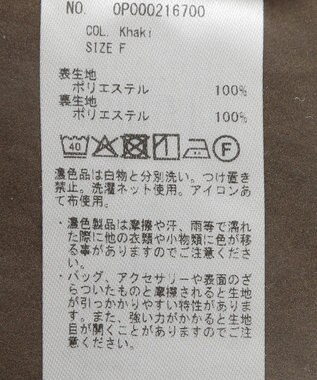 NO. 0P000216700
COL. Khaki
SIZE F
表生地
ポリエステル 100%
裏生地
ポリエステル 100%
40 F
濃色品は白物と分別洗い。つけ置き
禁止。洗濯ネット使用。アイロンあ
て布使用。
・濃色製品は摩擦や汗、雨等で濡れ
た際に他の衣類や小物類に色が移
る事がありますのでご注意くださ
い。
・バッグ、アクセサリーや表面のざ
らついたものと摩擦されると生地
が引っかかりやすい特性がありま
す。また、強い力がかかると生地
目が開くことがありますのでご注
意ください。